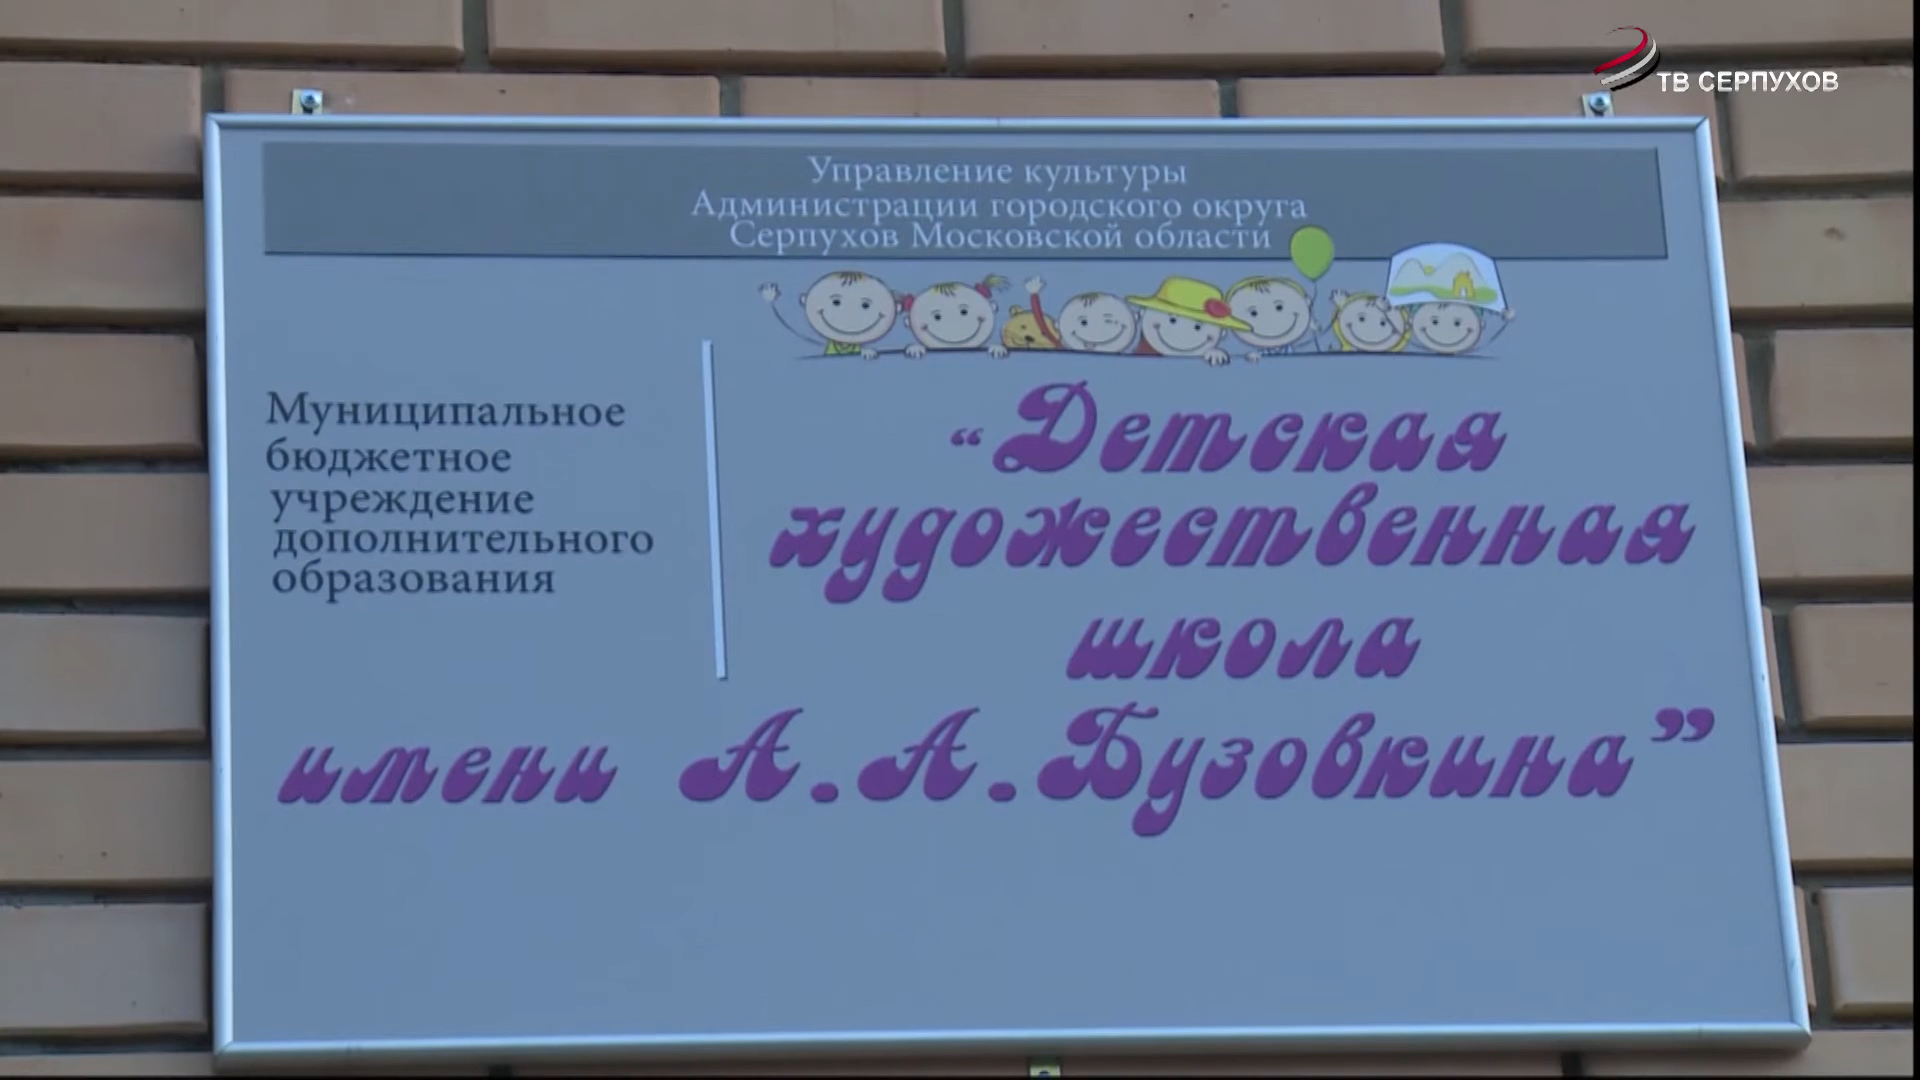 ТВ СЕРПУХОВ
Управление культуры
Администрации городского округа
Серпухов Московской области
Муниципальное
бюджетное
учреждение
дополнительного
образования
“Детская
художественная
школа
имени А.А.Бузовкина”